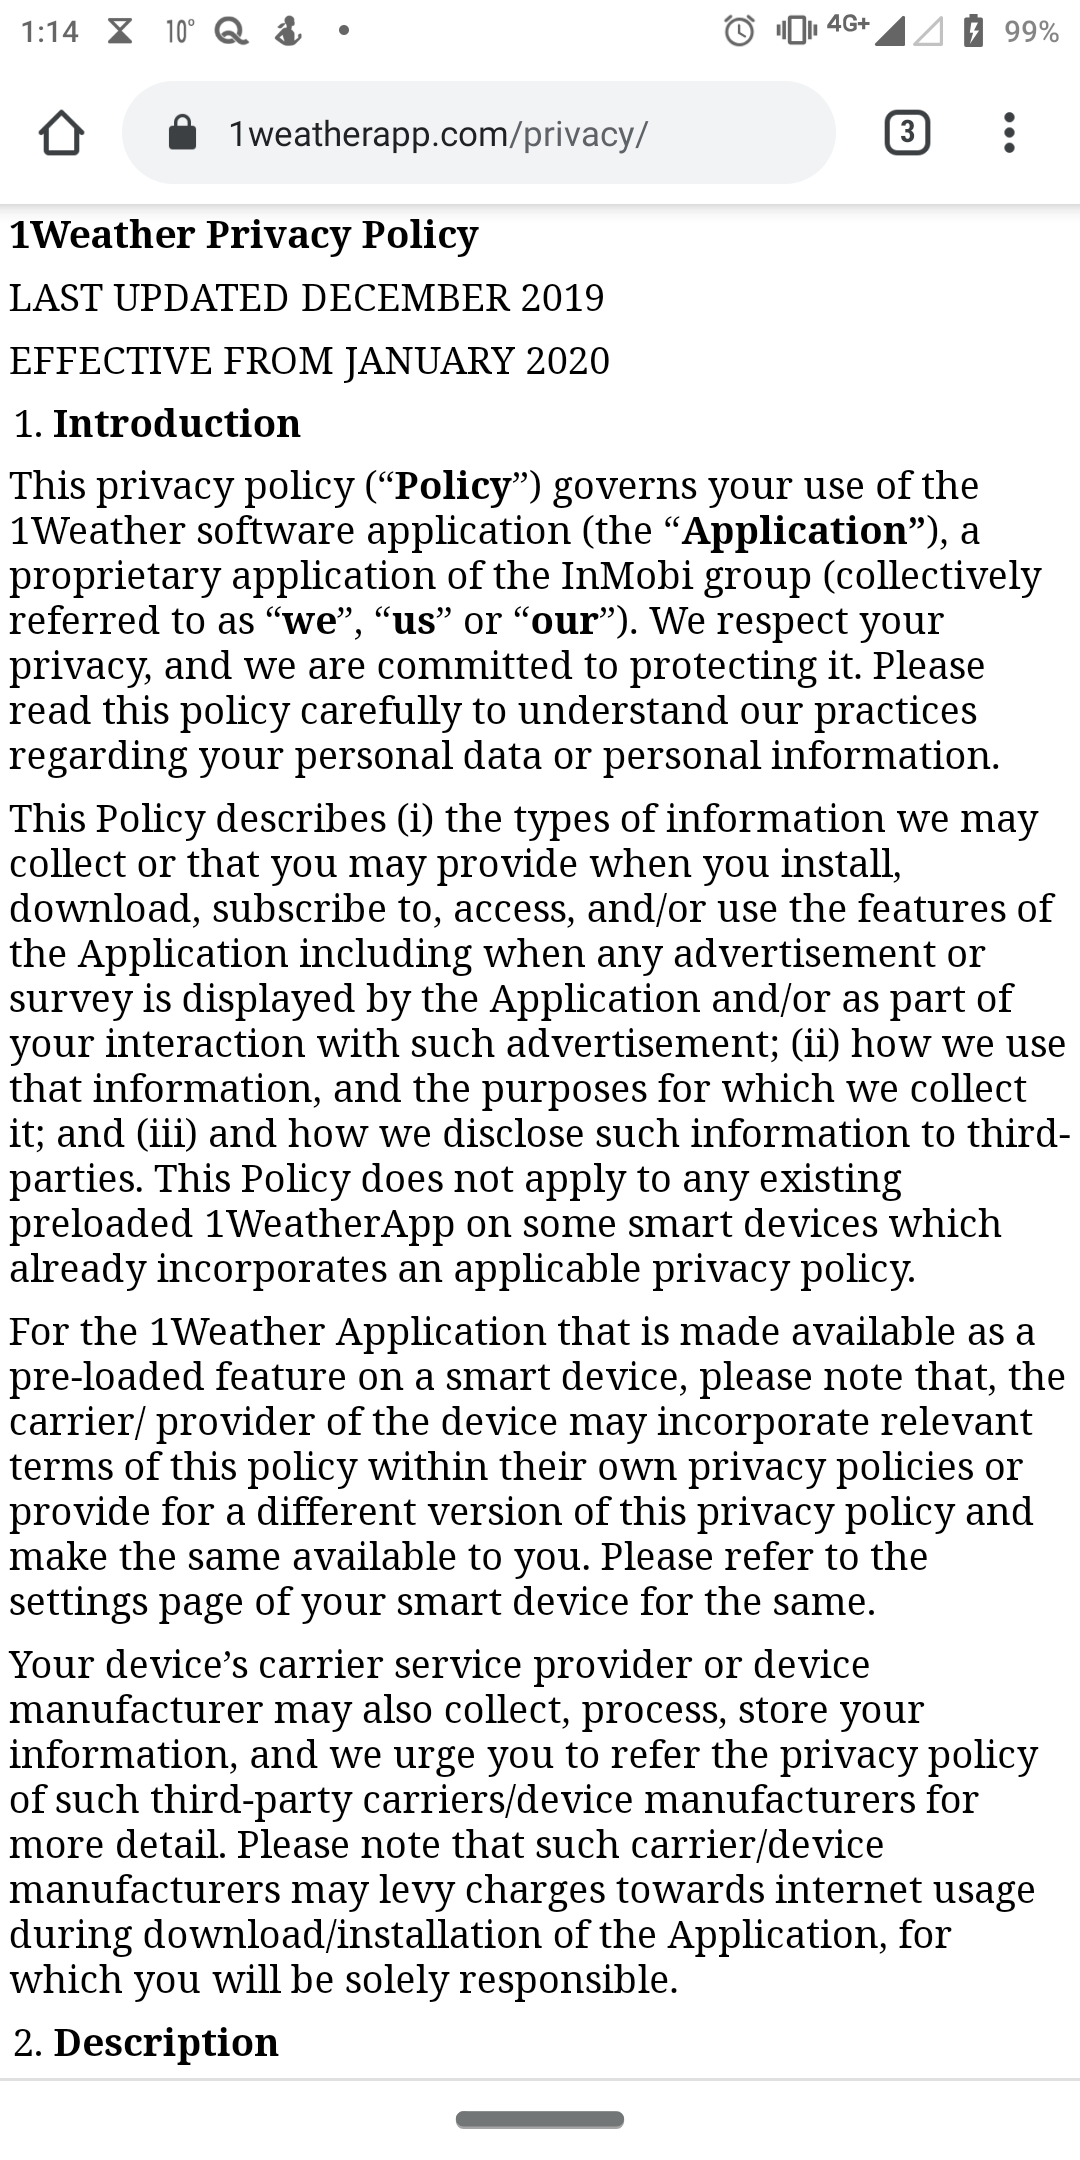 1:14 10° 4G+ 99%
1weatherapp.com/privacy/ 3
1Weather Privacy Policy
LAST UPDATED DECEMBER 2019
EFFECTIVE FROM JANUARY 2020
1. Introduction
This privacy policy (“Policy”) governs your use of the
1Weather software application (the “Application”), a
proprietary application of the InMobi group (collectively
referred to as “we”, “us” or “our”). We respect your
privacy, and we are committed to protecting it. Please
read this policy carefully to understand our practices
regarding your personal data or personal information.
This Policy describes (i) the types of information we may
collect or that you may provide when you install,
download, subscribe to, access, and/or use the features of
the Application including when any advertisement or
survey is displayed by the Application and/or as part of
your interaction with such advertisement; (ii) how we use
that information, and the purposes for which we collect
it; and (iii) and how we disclose such information to third-
parties. This Policy does not apply to any existing
preloaded 1WeatherApp on some smart devices which
already incorporates an applicable privacy policy.
For the 1Weather Application that is made available as a
pre-loaded feature on a smart device, please note that, the
carrier/ provider of the device may incorporate relevant
terms of this policy within their own privacy policies or
provide for a different version of this privacy policy and
make the same available to you. Please refer to the
settings page of your smart device for the same.
Your device’s carrier service provider or device
manufacturer may also collect, process, store your
information, and we urge you to refer the privacy policy
of such third-party carriers/device manufacturers for
more detail. Please note that such carrier/device
manufacturers may levy charges towards internet usage
during download/installation of the Application, for
which you will be solely responsible.
2. Description